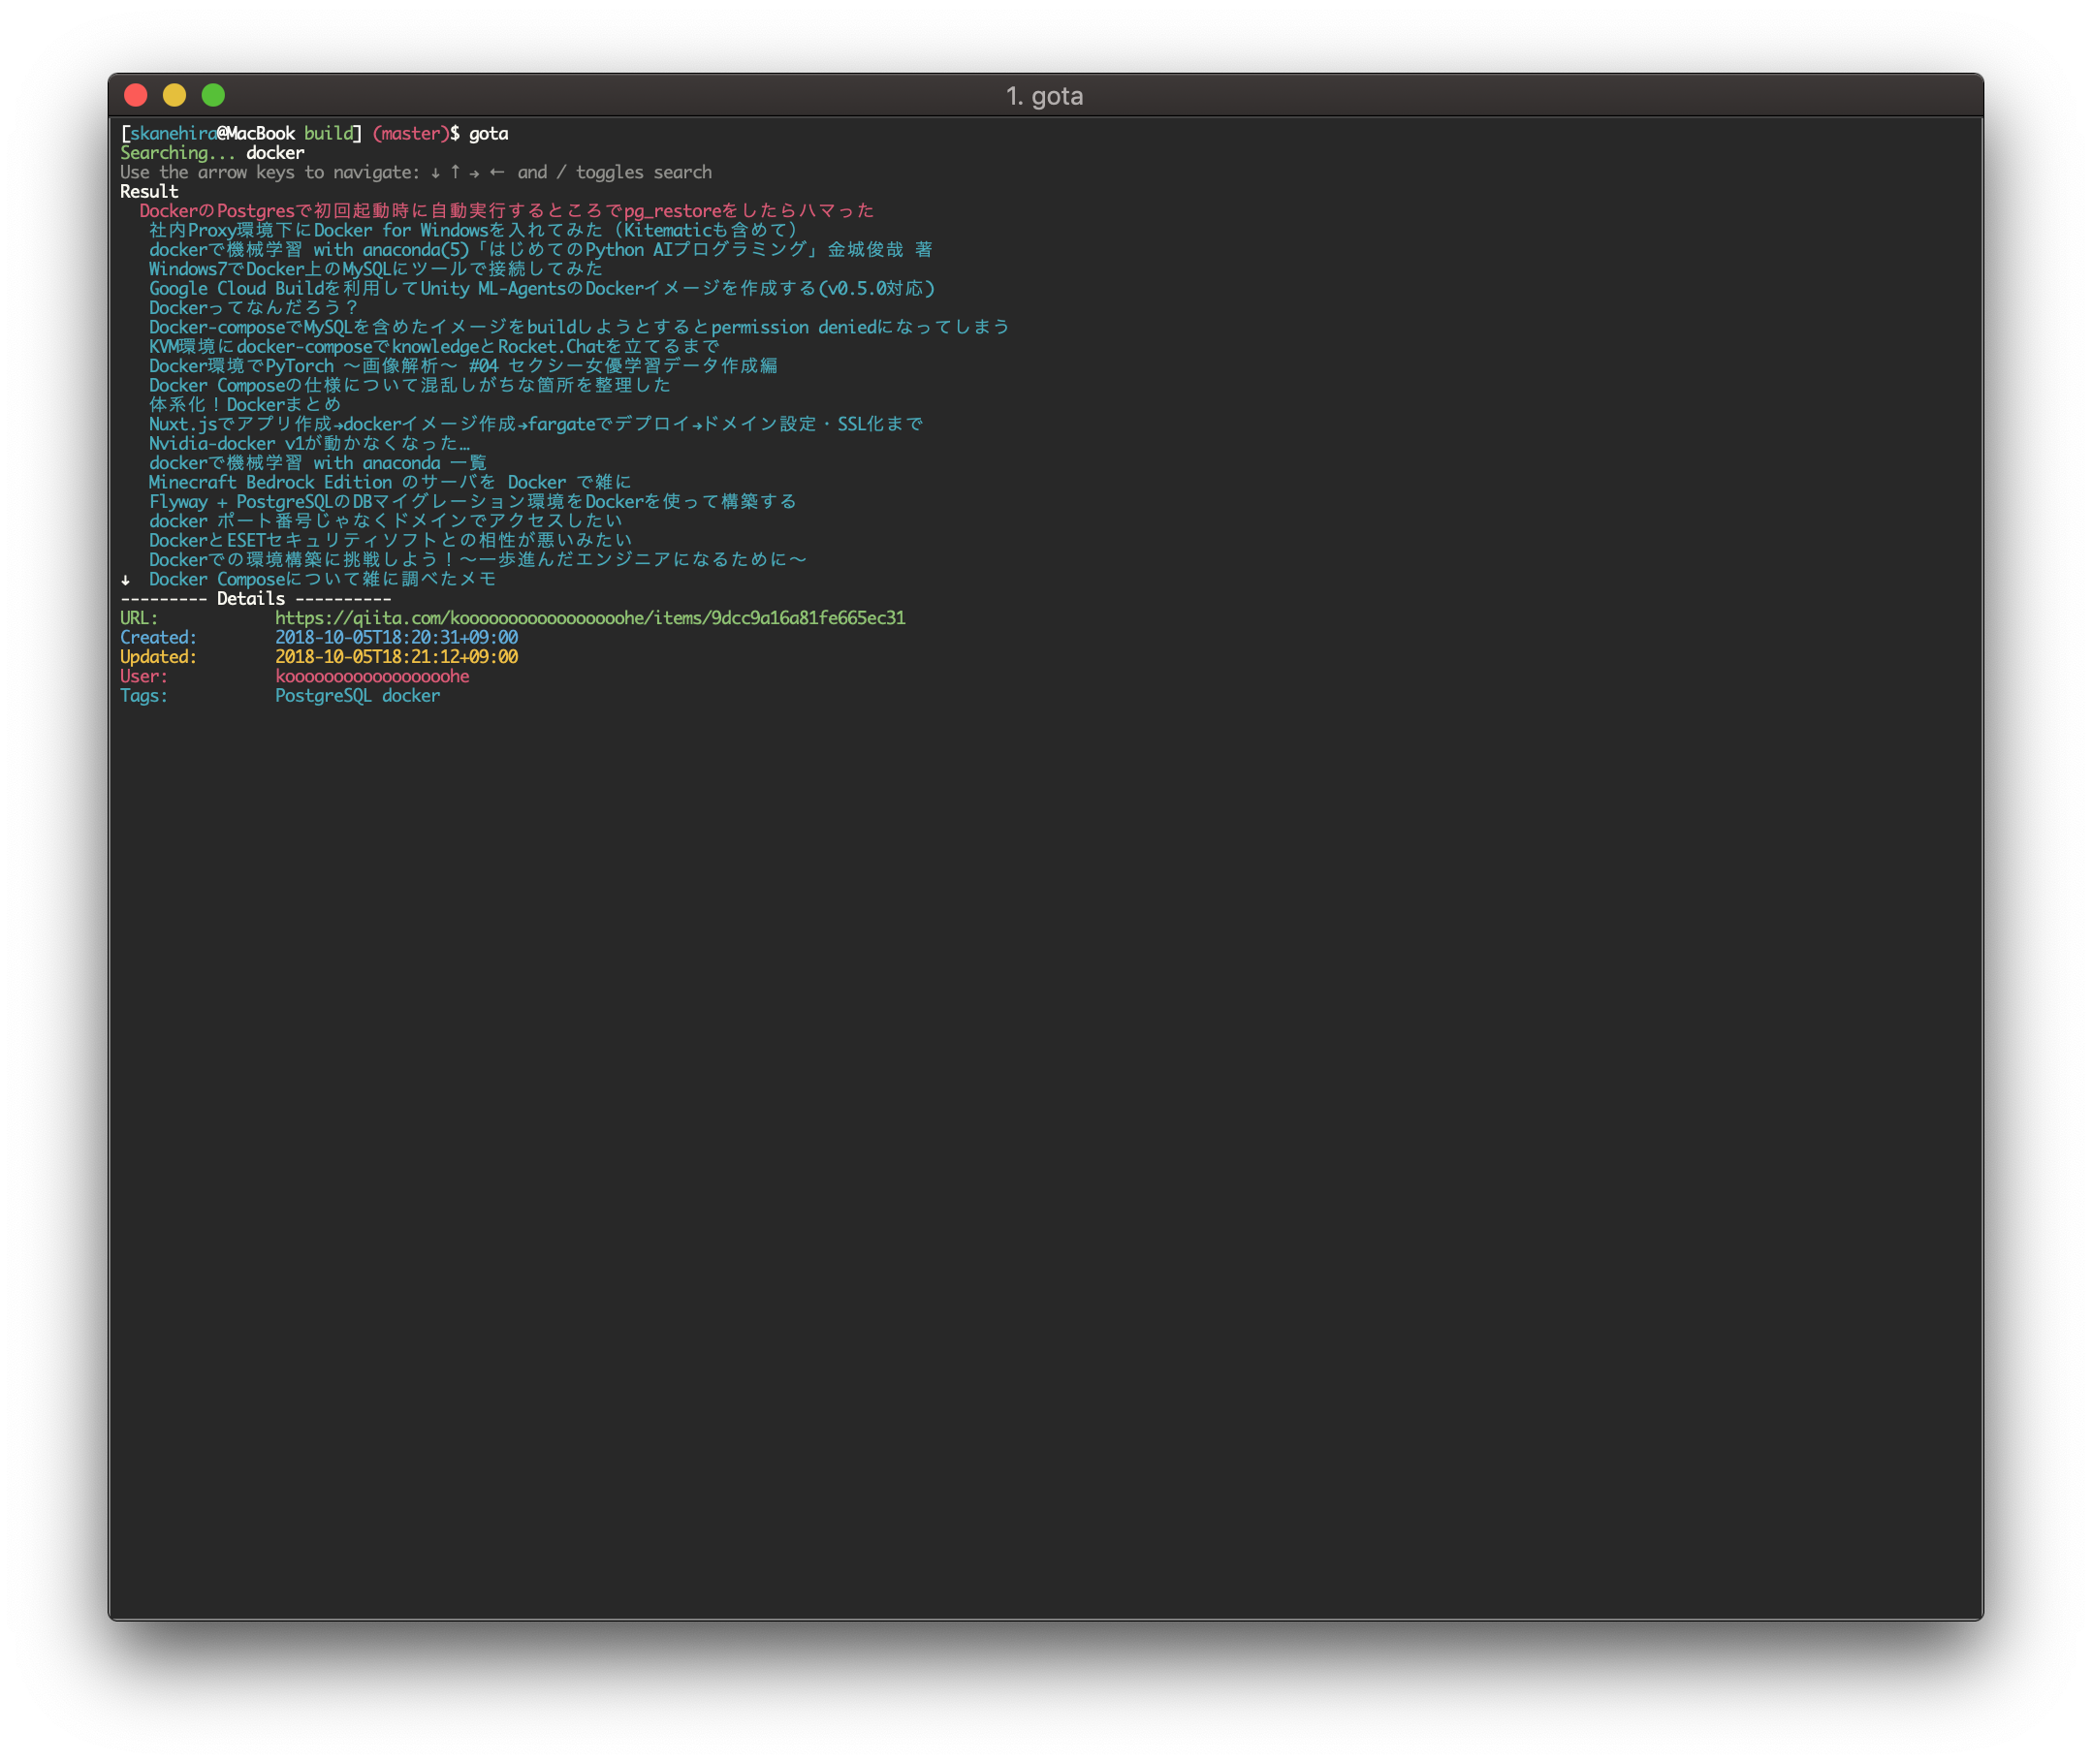 1. gota
[skanehira@MacBook build] (master)$ gota
Searching... docker
Use the arrow keys to navigate: ↓ ↑ → ← and / toggles search
Result
DockerのPostgresで初回起動時に自動実行するところでpg_restoreをしたらハマった
社内Proxy環境下にDocker for Windowsを入れてみた（Kitematicも含めて）
dockerで機械学習 with anaconda(5)「はじめてのPython AIプログラミング」金城俊哉 著
Windows7でDocker上のMySQLにツールで接続してみた
Google Cloud Buildを利用してUnity ML-AgentsのDockerイメージを作成する(v0.5.0対応)
Dockerってなんだろう？
Docker-composeでMySQLを含めたイメージをbuildしようとするとpermission deniedになってしまう
KVM環境にdocker-composeでknowledgeとRocket.Chatを立てるまで
Docker環境でPyTorch 〜画像解析〜 #04 セクシー女優学習データ作成編
Docker Composeの仕様について混乱しがちな箇所を整理した
体系化！Dockerまとめ
Nuxt.jsでアプリ作成→dockerイメージ作成→fargateでデプロイ→ドメイン設定・SSL化まで
Nvidia-docker v1が動かなくなった…
dockerで機械学習 with anaconda 一覧
Minecraft Bedrock Edition のサーバを Docker で雑に
Flyway + PostgreSQLのDBマイグレーション環境をDockerを使って構築する
docker ポート番号じゃなくドメインでアクセスしたい
DockerとESETセキュリティソフトとの相性が悪いみたい
Dockerでの環境構築に挑戦しよう！〜一歩進んだエンジニアになるために〜
↓ Docker Composeについて雑に調べたメモ
--------- Details ----------
URL: https://qiita.com/kooooooooooooooooohe/items/9dcc9a16a81fe665ec31
Created: 2018-10-05T18:20:31+09:00
Updated: 2018-10-05T18:21:12+09:00
User: kooooooooooooooooohe
Tags: PostgreSQL docker